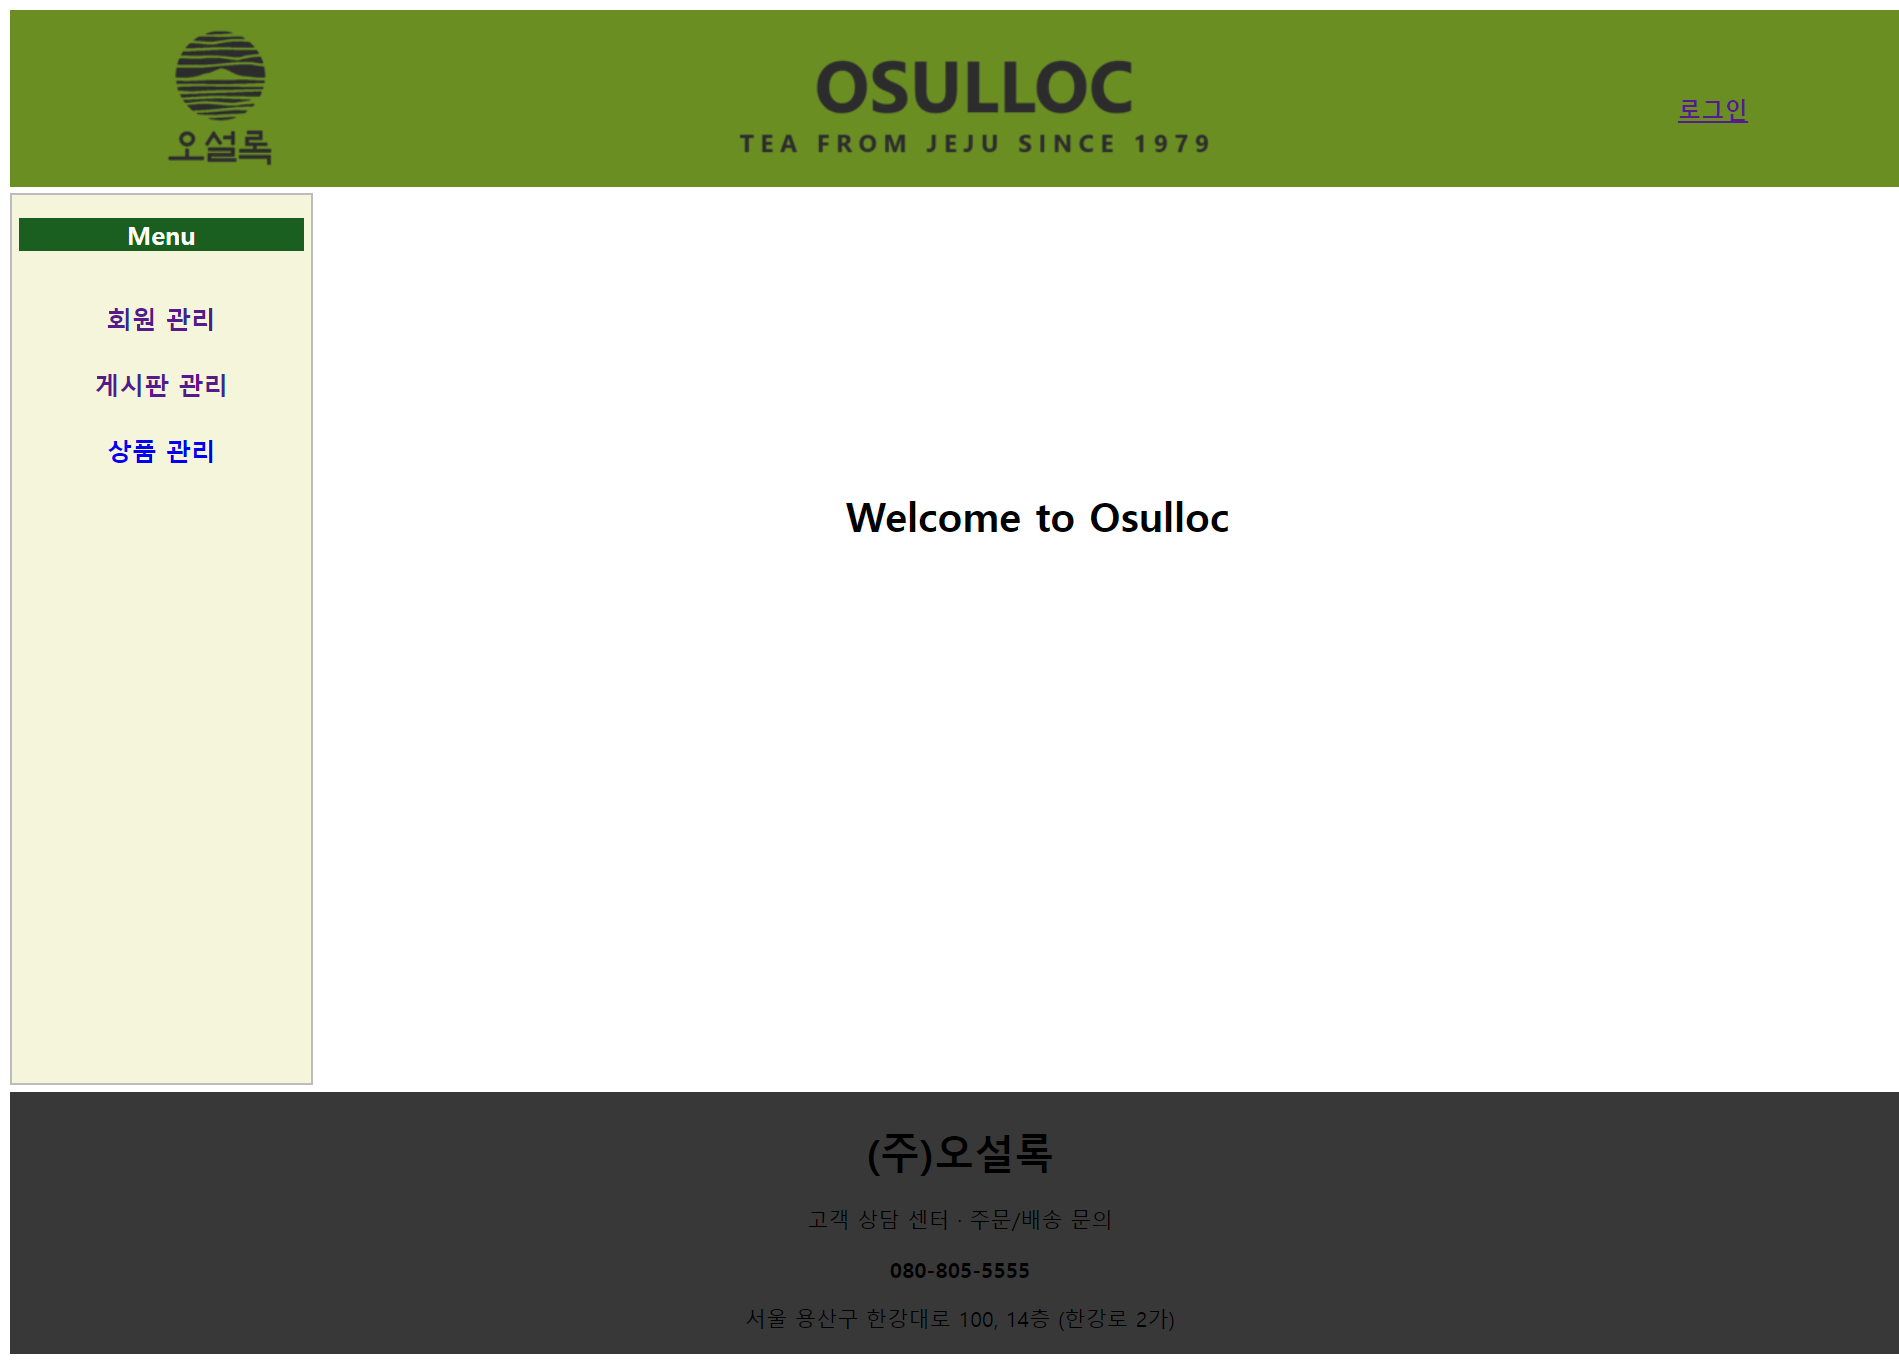 오설록
OSULLOC
TEA FROM JEJU SINCE 1979
로그인
Menu
회원 관리
게시판 관리
상품 관리
Welcome to Osulloc
(주)오설록
고객 상담 센터 · 주문/배송 문의
080-805-5555
서울 용산구 한강대로 100, 14층 (한강로 2가)